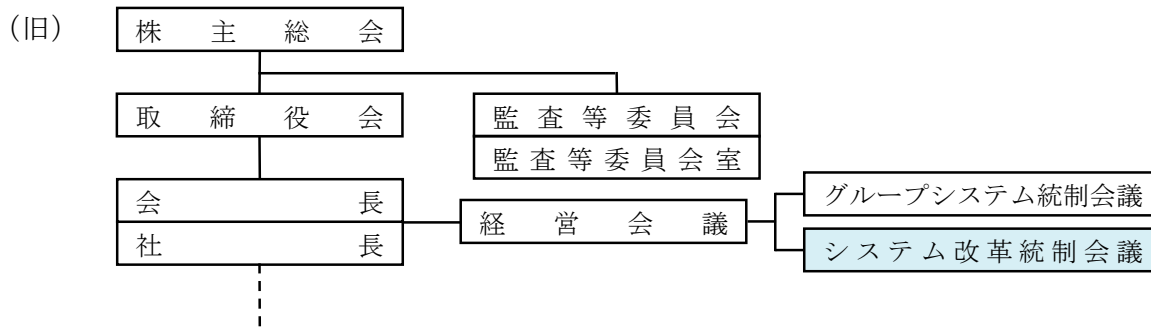 (旧)
株主総会
取締役会
監査等委員会
監査等委員会室
会長
社長
経営会議
グループシステム統制会議
システム改革統制会議